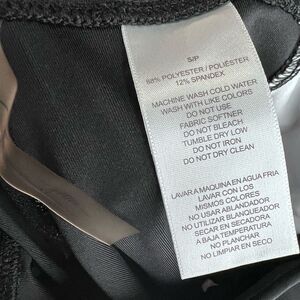 S/P
88% POLYESTER / POLIÉSTER
12% SPANDEX
MACHINE WASH COLD WATER
WASH WITH LIKE COLORS
DO NOT USE
FABRIC SOFTNER
DO NOT BLEACH
TUMBLE DRY LOW
DO NOT IRON
DO NOT DRY CLEAN
LAVAR A MAQUINA EN AGUA FRIA
LAVAR CON LOS
MISMOS COLORES
NO USAR ABLANDADOR
NO USAR BLANQUEADOR
SECAR EN SECADORA
A BAJA TEMPERATURA
NO PLANCHAR
NO LIMPIAR EN SECO